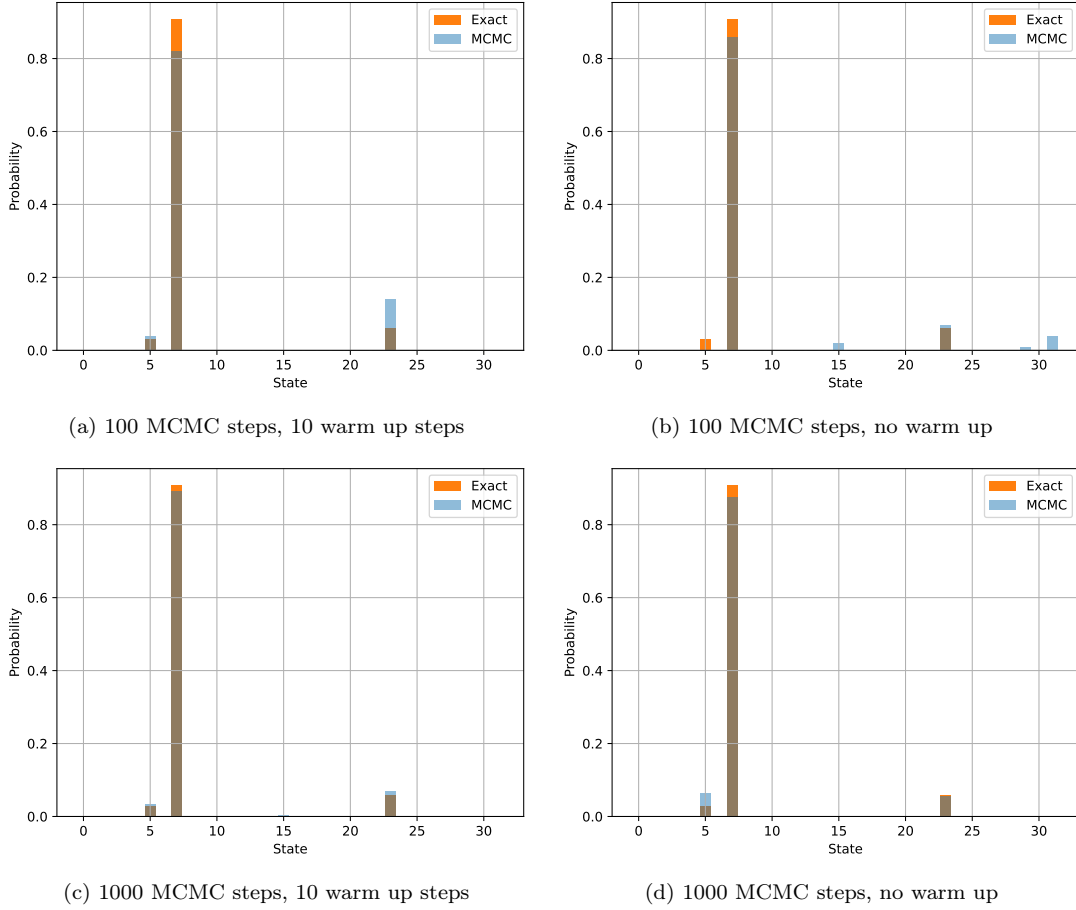 Exact
MCMC
0.8
0.6
0.4
0.2
0.0
Probability
0 5 10 15 20 25 30
State
(a) 100 MCMC steps, 10 warm up steps
Exact
MCMC
0.8
0.6
0.4
0.2
0.0
Probability
0 5 10 15 20 25 30
State
(b) 100 MCMC steps, no warm up
Exact
MCMC
0.8
0.6
0.4
0.2
0.0
Probability
0 5 10 15 20 25 30
State
(c) 1000 MCMC steps, 10 warm up steps
Exact
MCMC
0.8
0.6
0.4
0.2
0.0
Probability
0 5 10 15 20 25 30
State
(d) 1000 MCMC steps, no warm up